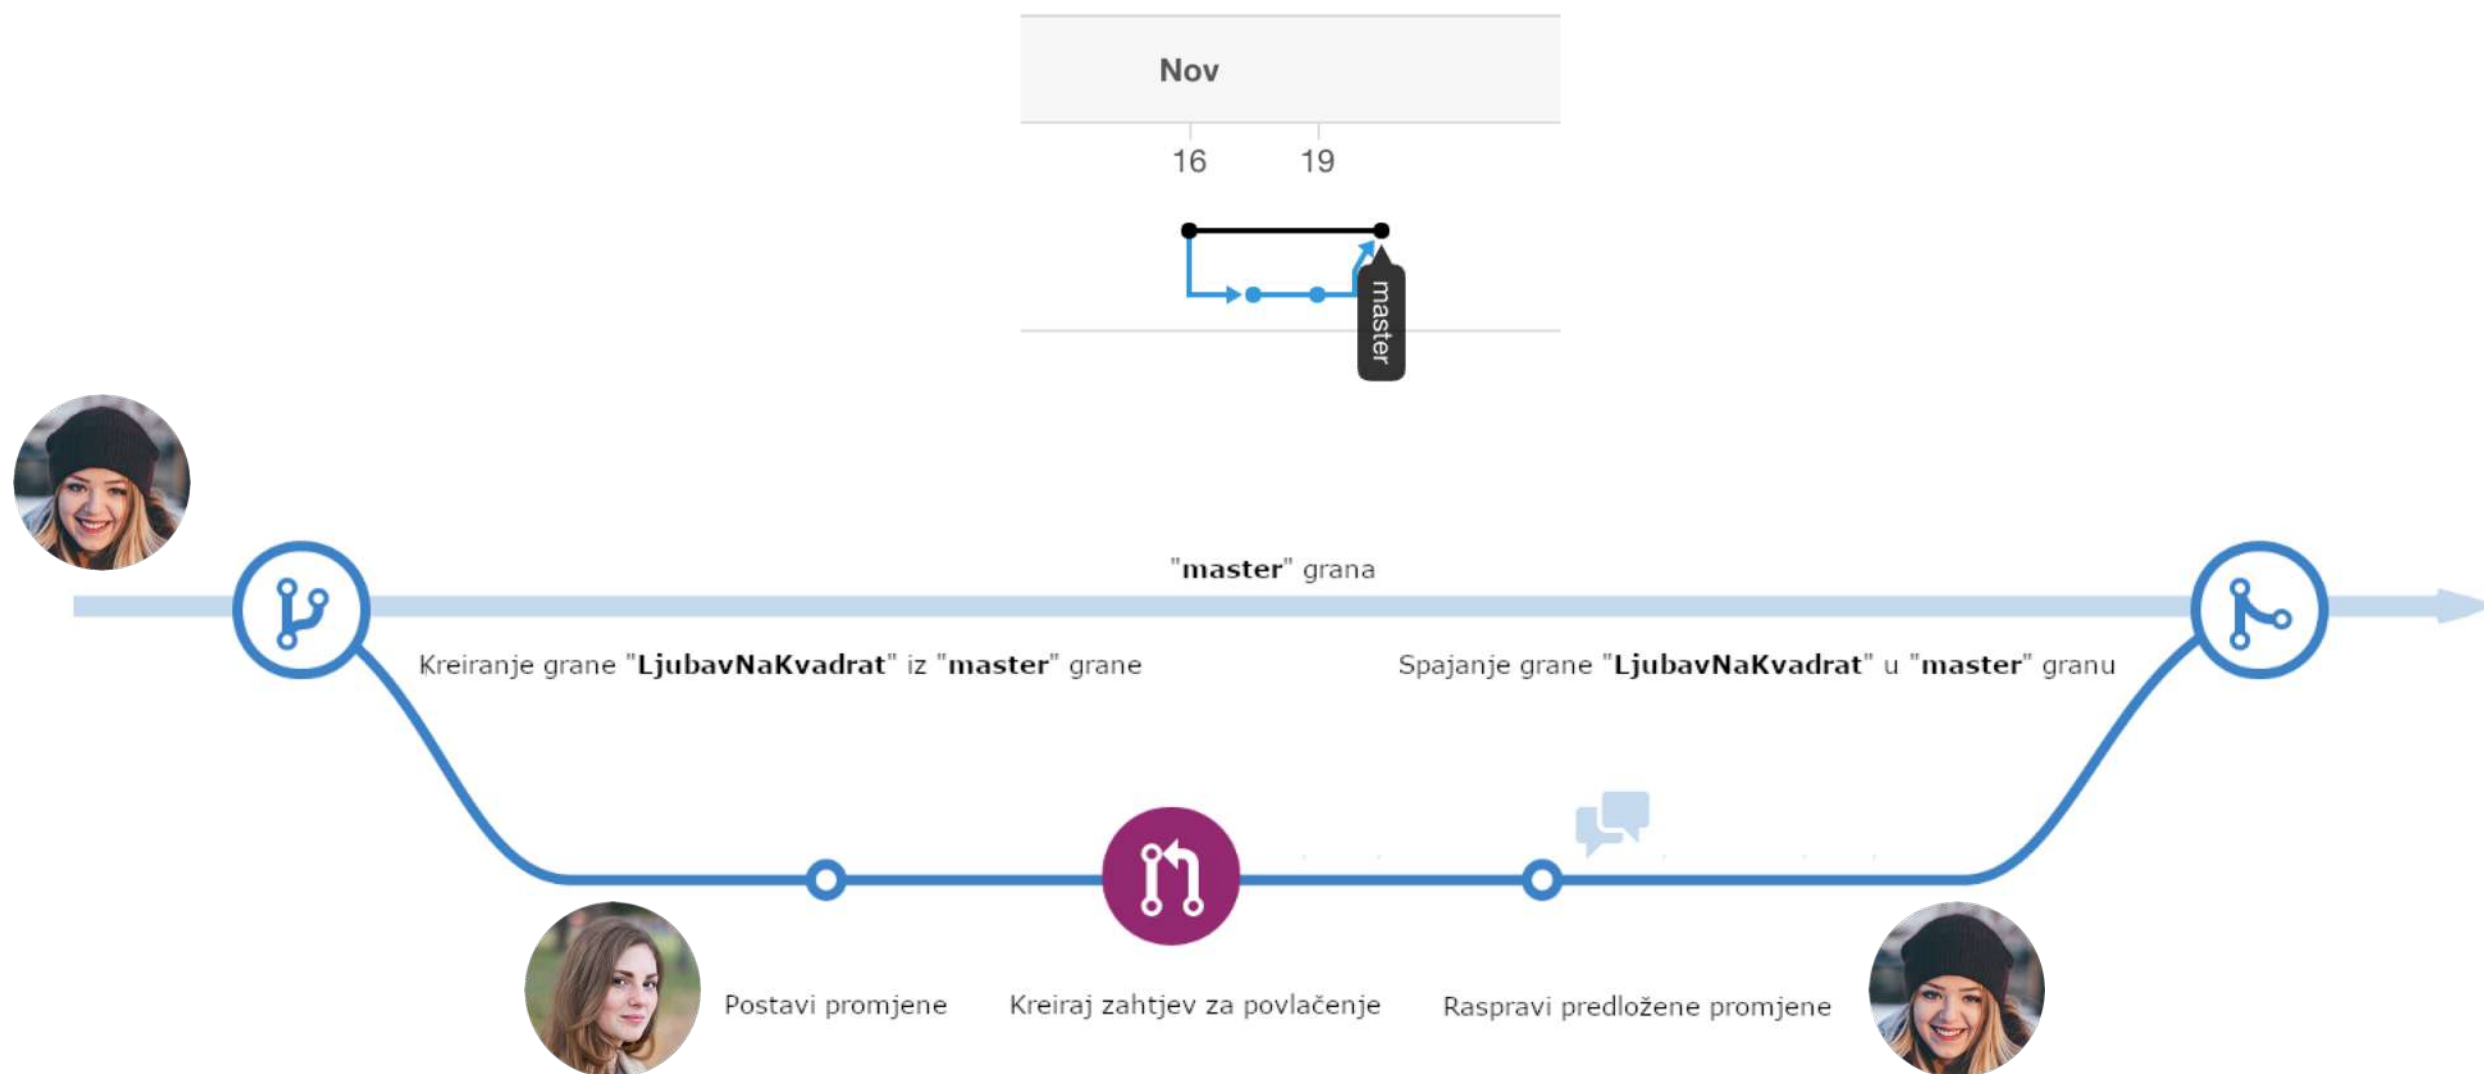 Nov
16 19
master
"master" grana
Kreiranje grane "LjubavNaKvadrat" iz "master" grane
Spajanje grane "LjubavNaKvadrat" u "master" granu
Postavi promjene
Kreiraj zahtjev za povlačenje
Raspravi predložene promjene